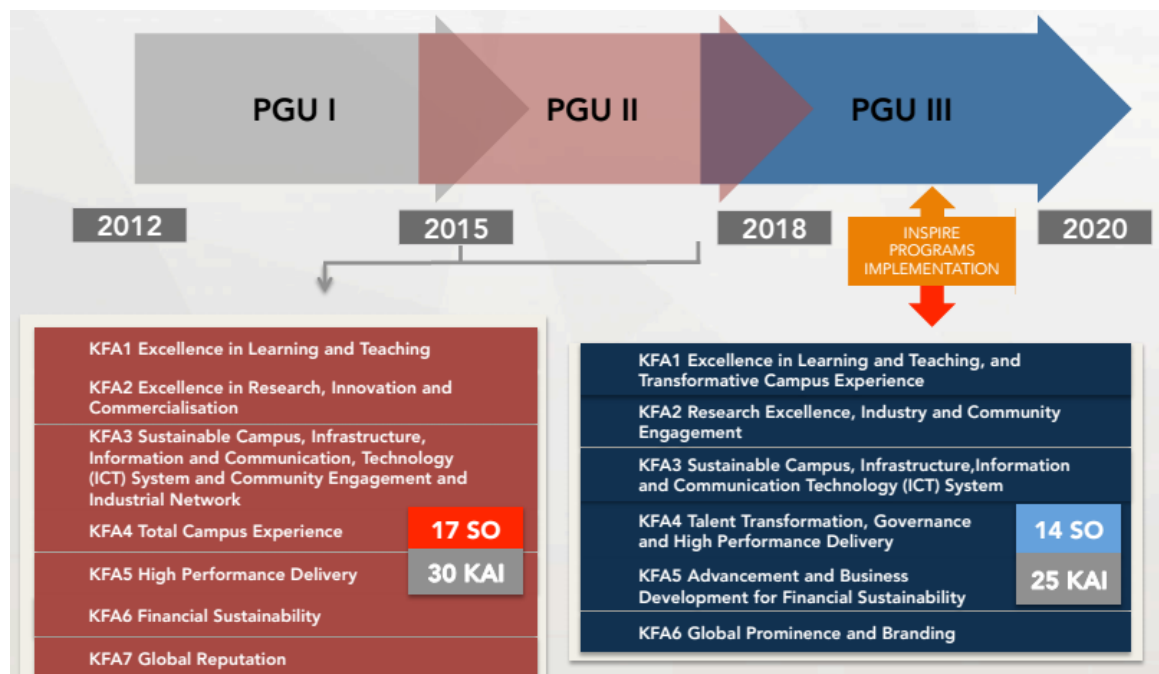 PGU I
PGU II
PGU III
2012
2015
2018
2020
INSPIRE
PROGRAMS
IMPLEMENTATION
KFA1 Excellence in Learning and Teaching
KFA2 Excellence in Research, Innovation and
Commercialisation
KFA3 Sustainable Campus, Infrastructure,
Information and Communication, Technology
(ICT) System and Community Engagement and
Industrial Network
KFA4 Total Campus Experience
KFA5 High Performance Delivery
KFA6 Financial Sustainability
KFA7 Global Reputation
17 SO
30 KAI
KFA1 Excellence in Learning and Teaching, and
Transformative Campus Experience
KFA2 Research Excellence, Industry and Community
Engagement
KFA3 Sustainable Campus, Infrastructure,Information
and Communication Technology (ICT) System
KFA4 Talent Transformation, Governance
and High Performance Delivery
KFA5 Advancement and Business
Development for Financial Sustainability
KFA6 Global Prominence and Branding
14 SO
25 KAI